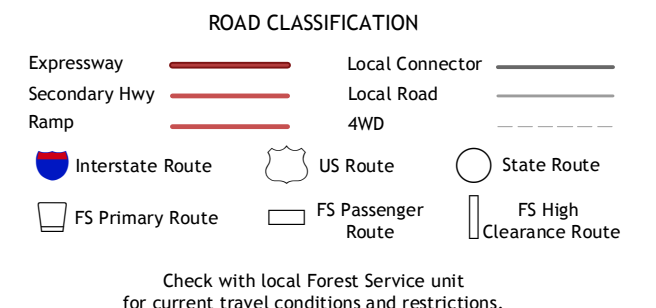 ROAD CLASSIFICATION
Expressway
Local Connector
Secondary Hwy
Local Road
Ramp
4WD
Interstate Route
US Route
State Route
FS Primary Route
FS Passenger
Route
FS High
Clearance Route
Check with local Forest Service unit
for current travel conditions and restrictions.